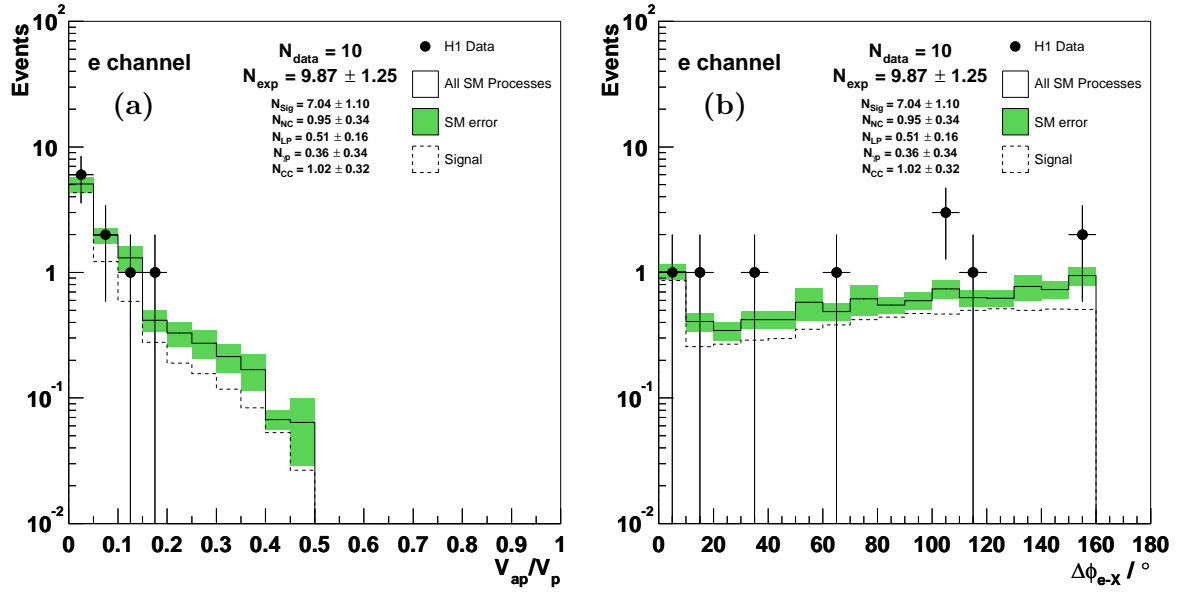 Events
10²
10
1
10⁻¹
10⁻²
e channel
(a)
N_data = 10
N_exp = 9.87 ± 1.25
N_Sig = 7.04 ± 1.10
N_NC = 0.95 ± 0.34
N_LP = 0.51 ± 0.16
N_γp = 0.36 ± 0.34
N_CC = 1.02 ± 0.32
H1 Data
All SM Processes
SM error
Signal
0 0.1 0.2 0.3 0.4 0.5 0.6 0.7 0.8 0.9 1
V_ap/V_p
Events
10²
10
1
10⁻¹
10⁻²
e channel
(b)
N_data = 10
N_exp = 9.87 ± 1.25
N_Sig = 7.04 ± 1.10
N_NC = 0.95 ± 0.34
N_LP = 0.51 ± 0.16
N_γp = 0.36 ± 0.34
N_CC = 1.02 ± 0.32
H1 Data
All SM Processes
SM error
Signal
0 20 40 60 80 100 120 140 160 180
Δϕ_e-X / °